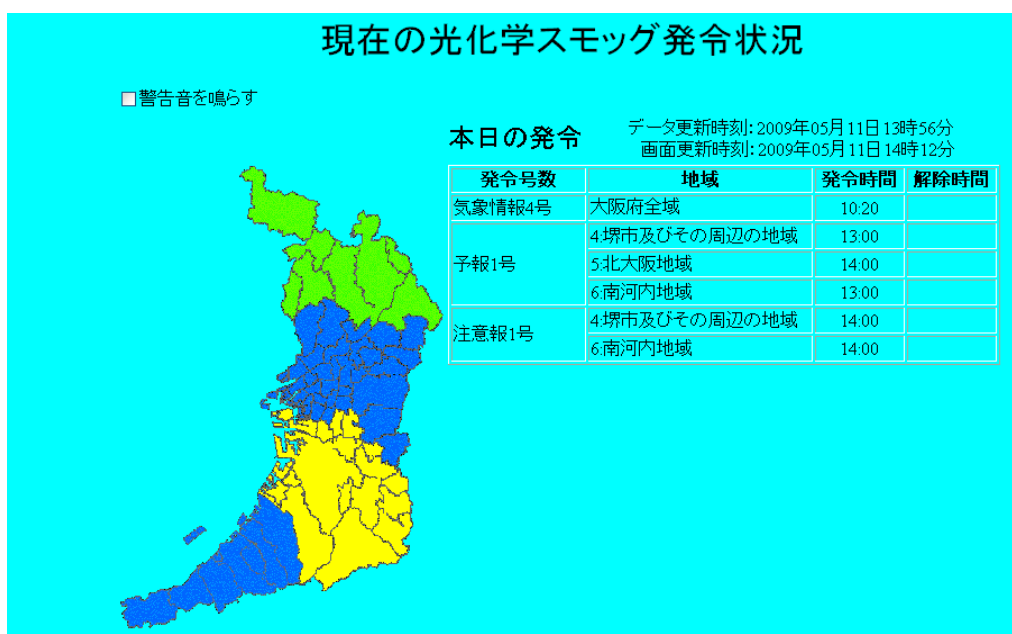 現在の光化学スモッグ発令状況
警告音を鳴らす
本日の発令
データ更新時刻：2009年05月11日13時56分
画面更新時刻：2009年05月11日14時12分
発令号数 地域 発令時間 解除時間
気象情報4号 大阪府全域 10:20
予報1号 4:堺市及びその周辺の地域 13:00
5:北大阪地域 14:00
6:南河内地域 13:00
注意報1号 4:堺市及びその周辺の地域 14:00
6:南河内地域 14:00